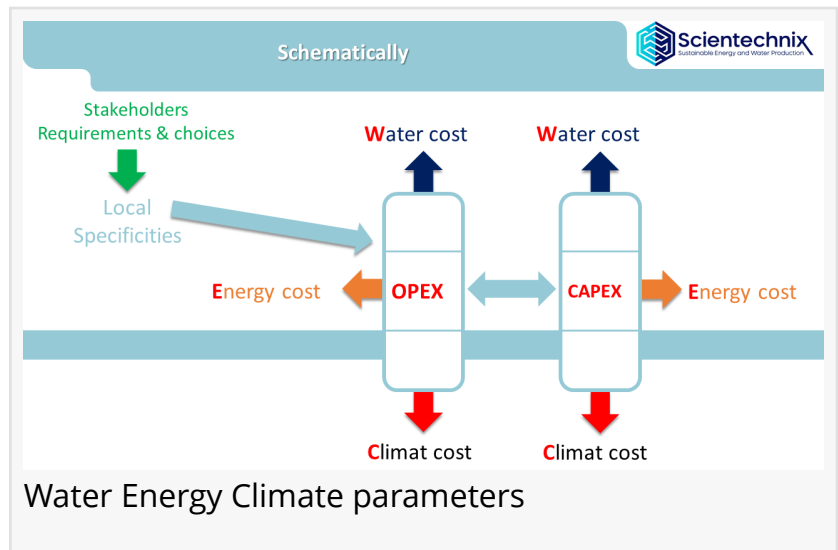 Schematically
Scientechnix
Sustainable Energy and Water Production
Stakeholders
Requirements & choices
Local
Specificities
Water cost
Water cost
Energy cost
OPEX
CAPEX
Energy cost
Climat cost
Climat cost
Water Energy Climate parameters